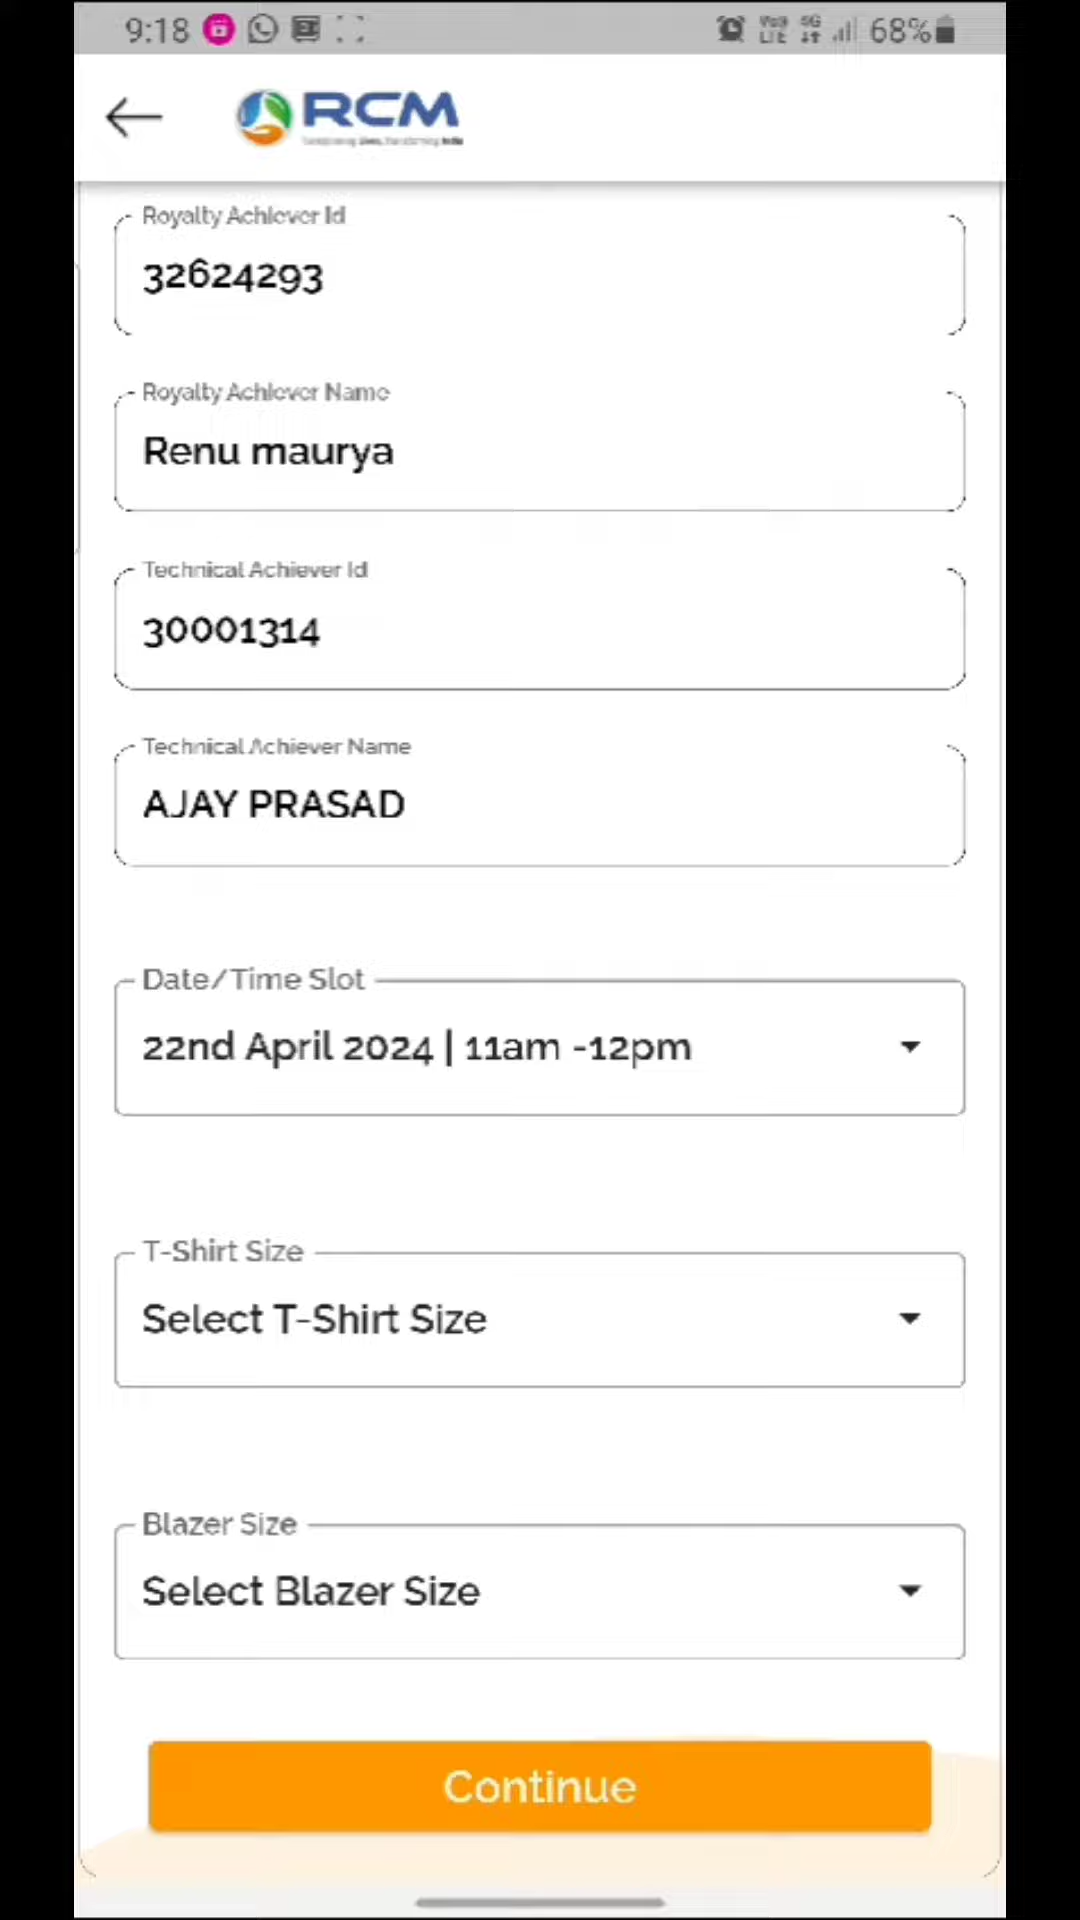 9:18
68%
RCM
Royalty Achiever Id
32624293
Royalty Achiever Name
Renu maurya
Technical Achiever Id
30001314
Technical Achiever Name
AJAY PRASAD
Date/Time Slot
22nd April 2024 | 11am -12pm
T-Shirt Size
Select T-Shirt Size
Blazer Size
Select Blazer Size
Continue